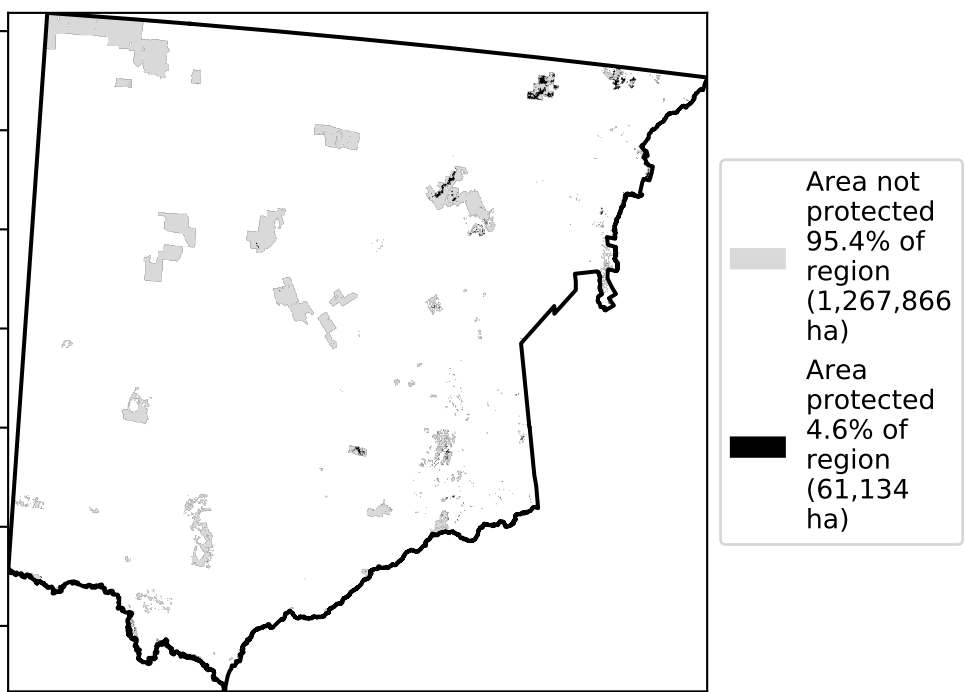 Area not
protected
95.4% of
region
(1,267,866
ha)
Area
protected
4.6% of
region
(61,134
ha)